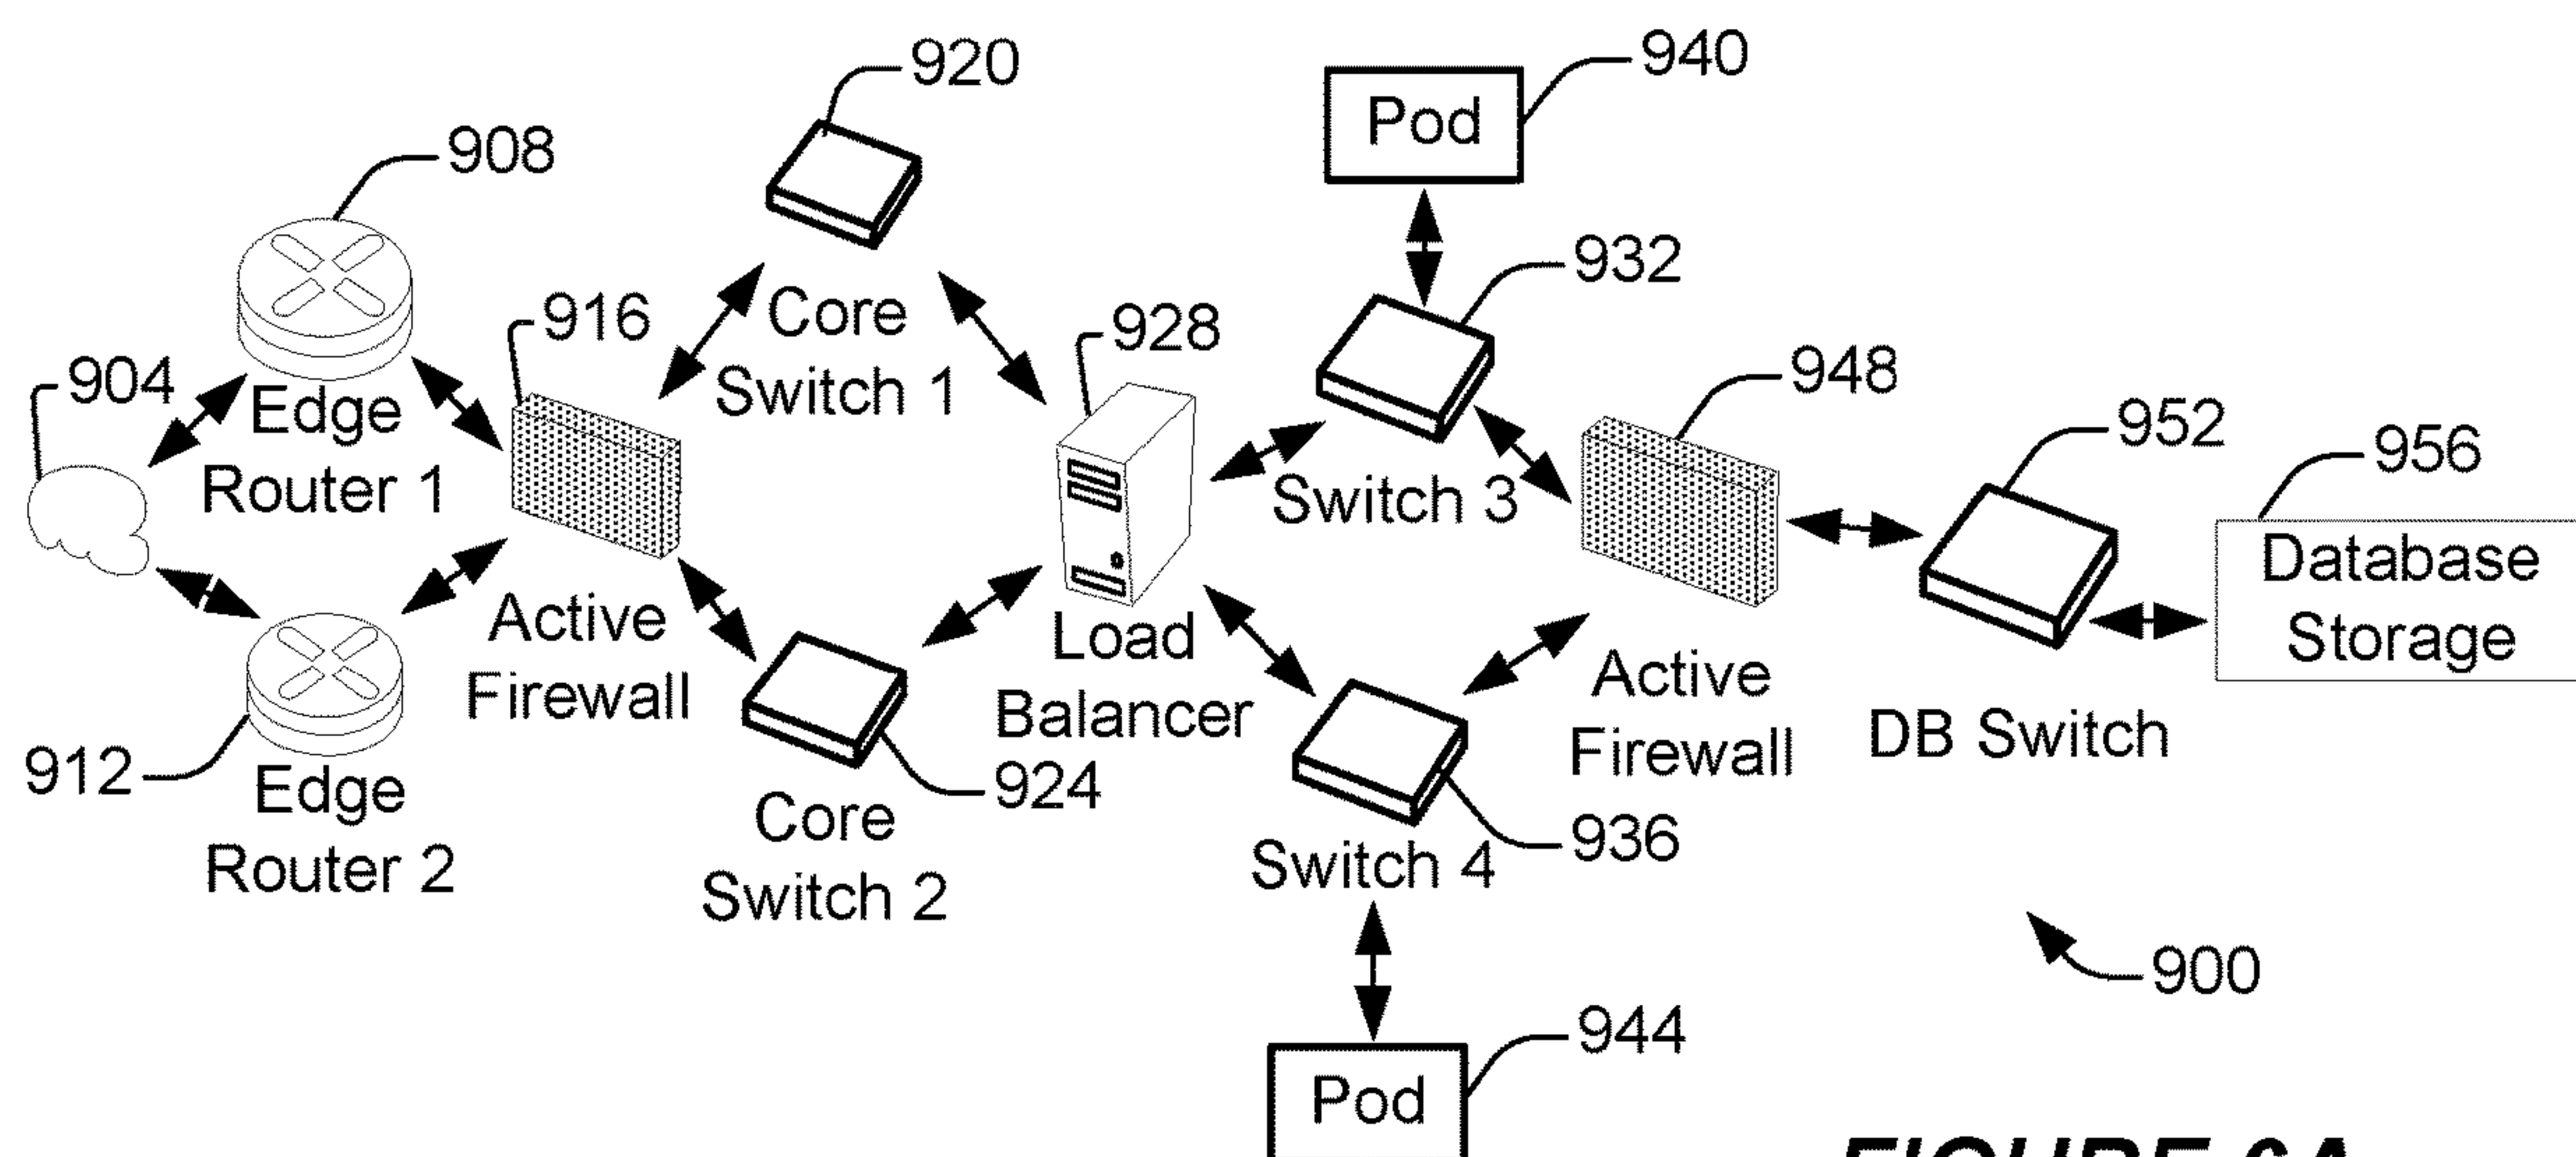 920
940
Pod
908
932
916
Core
Switch 1
928
948
904
Edge
Router 1
952
956
Switch 3
Database
Storage
Active
Firewall
Load
Balancer
Active
Firewall
DB Switch
912
Edge
Router 2
924
Core
Switch 2
936
Switch 4
900
944
Pod
FIGURE 6A